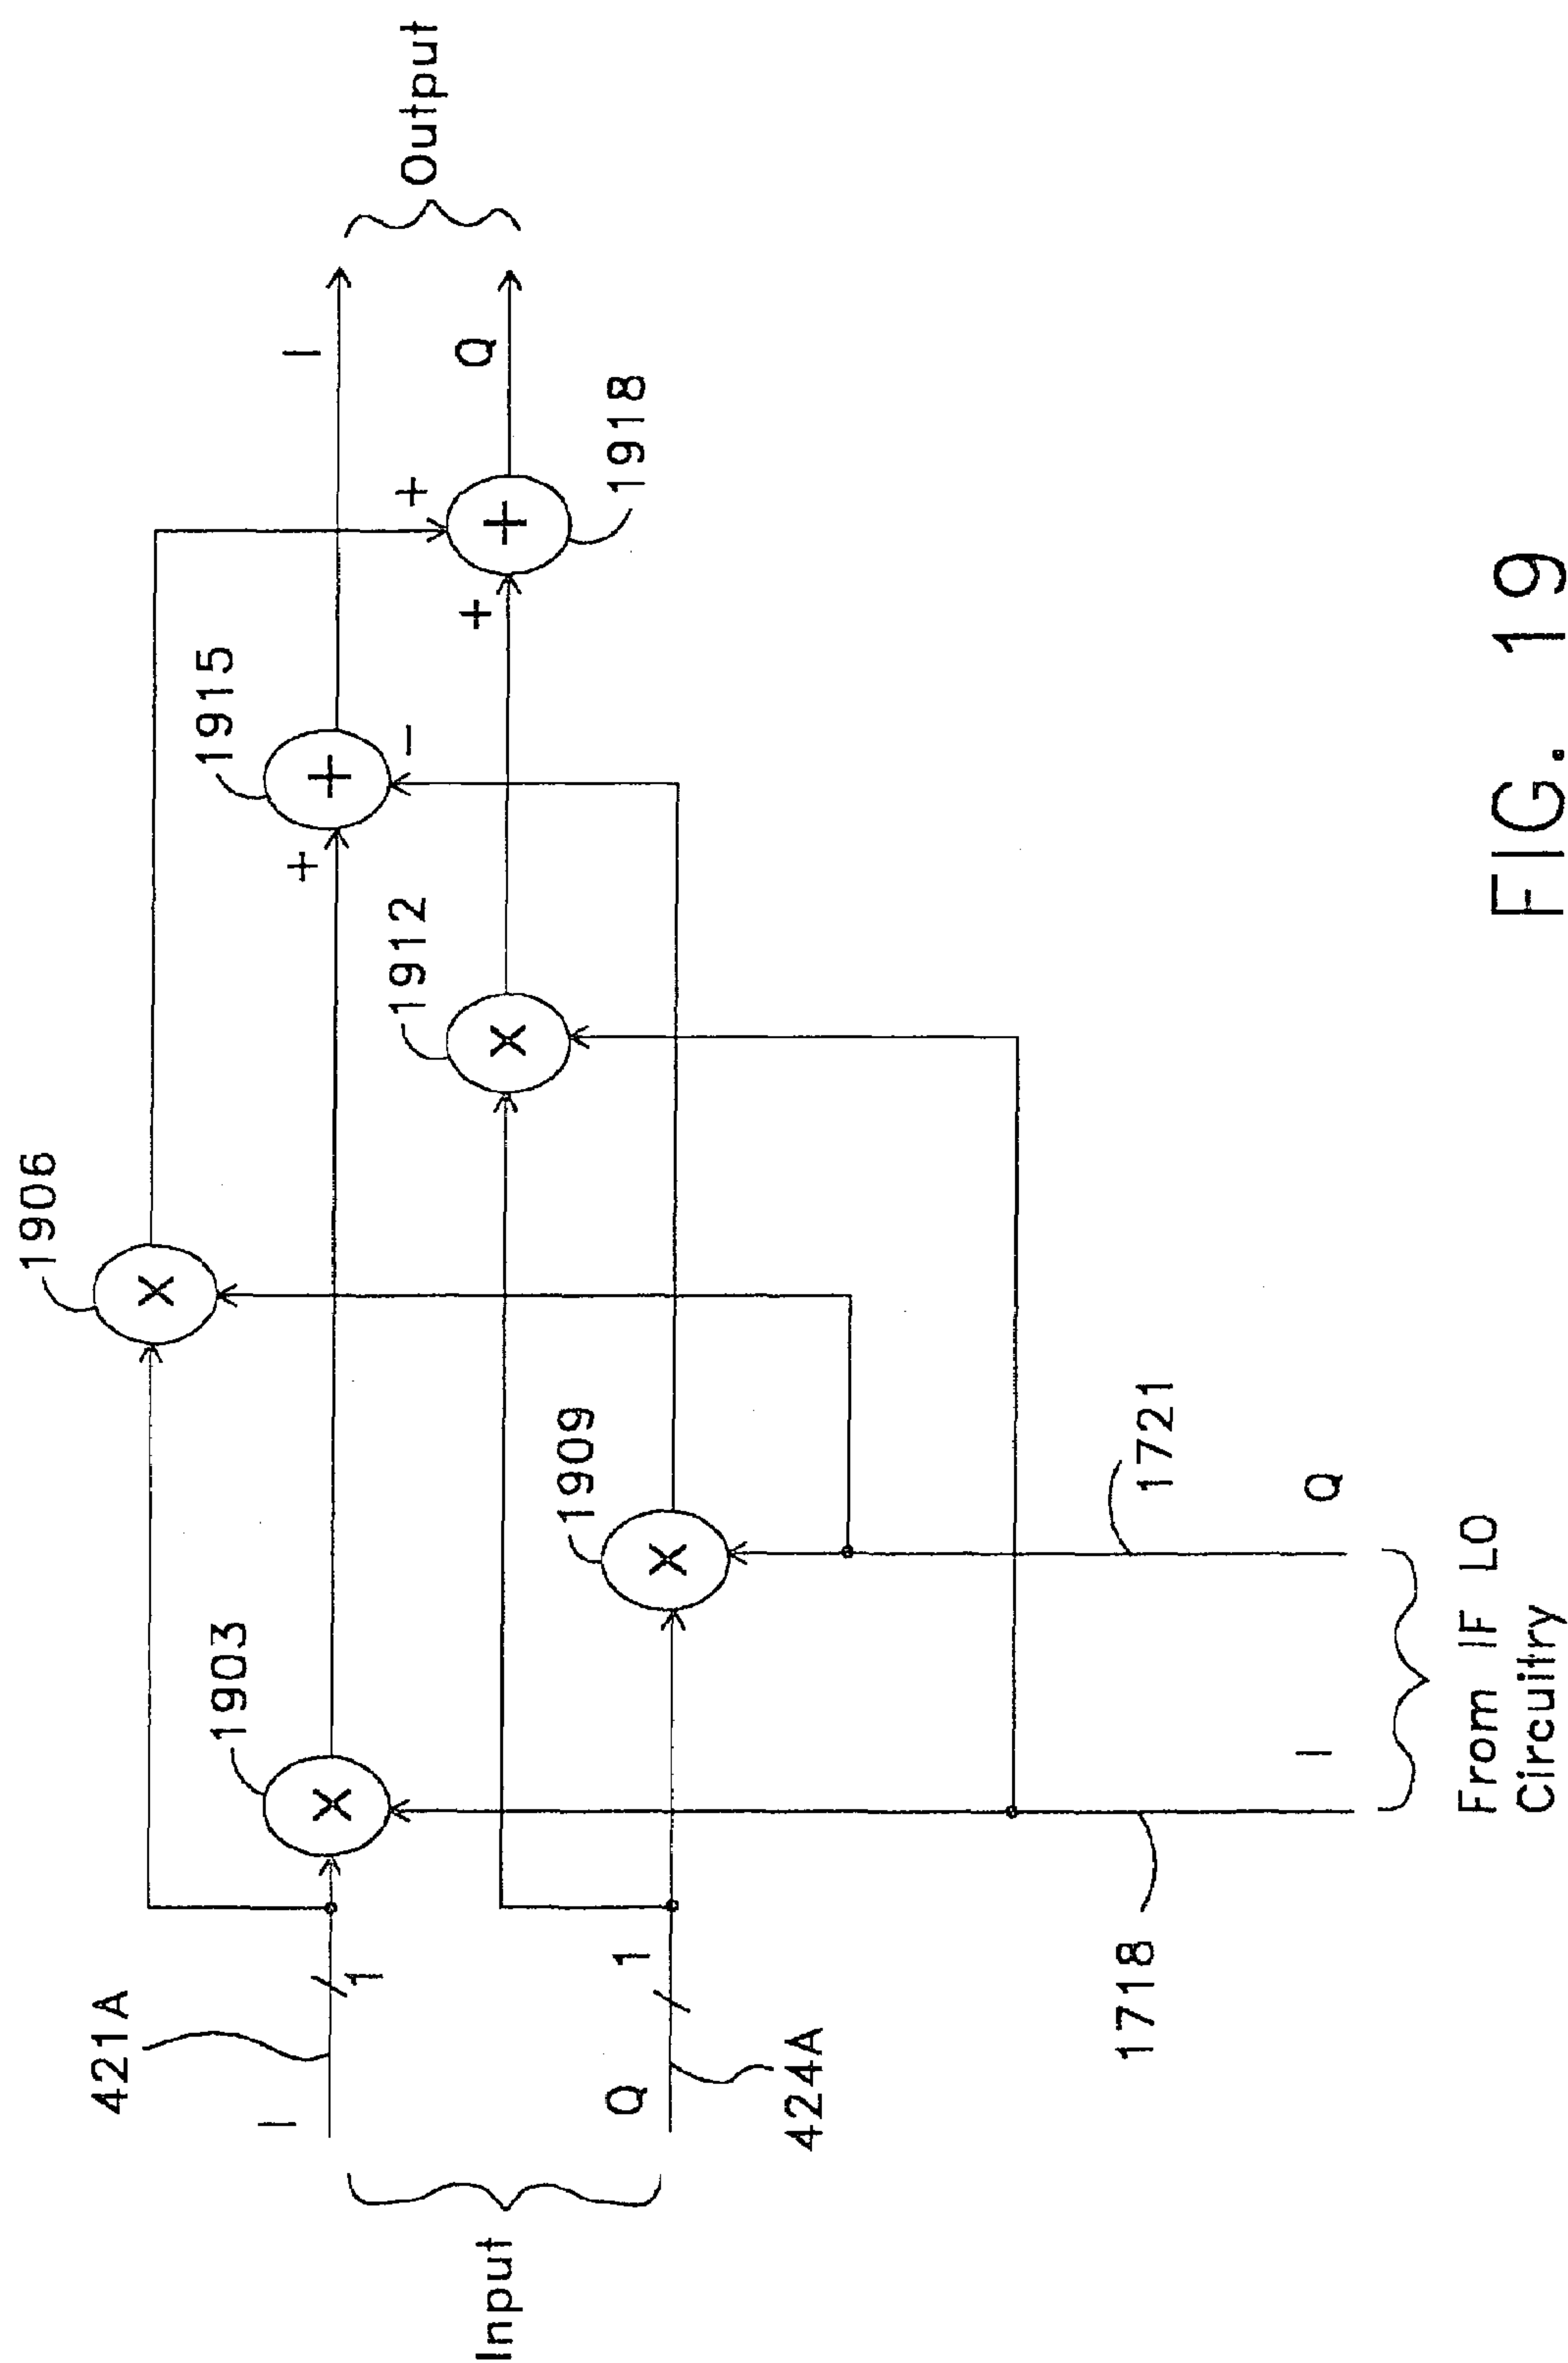 1906
1915
1903
421A
I
I
+
+
+
1912
-
Output
1909
Input
Q
1
1
Q
+
+
+
1918
424A
X
X
X
X
1718
1721
I
Q
From IF LO
Circuitry
FIG. 19